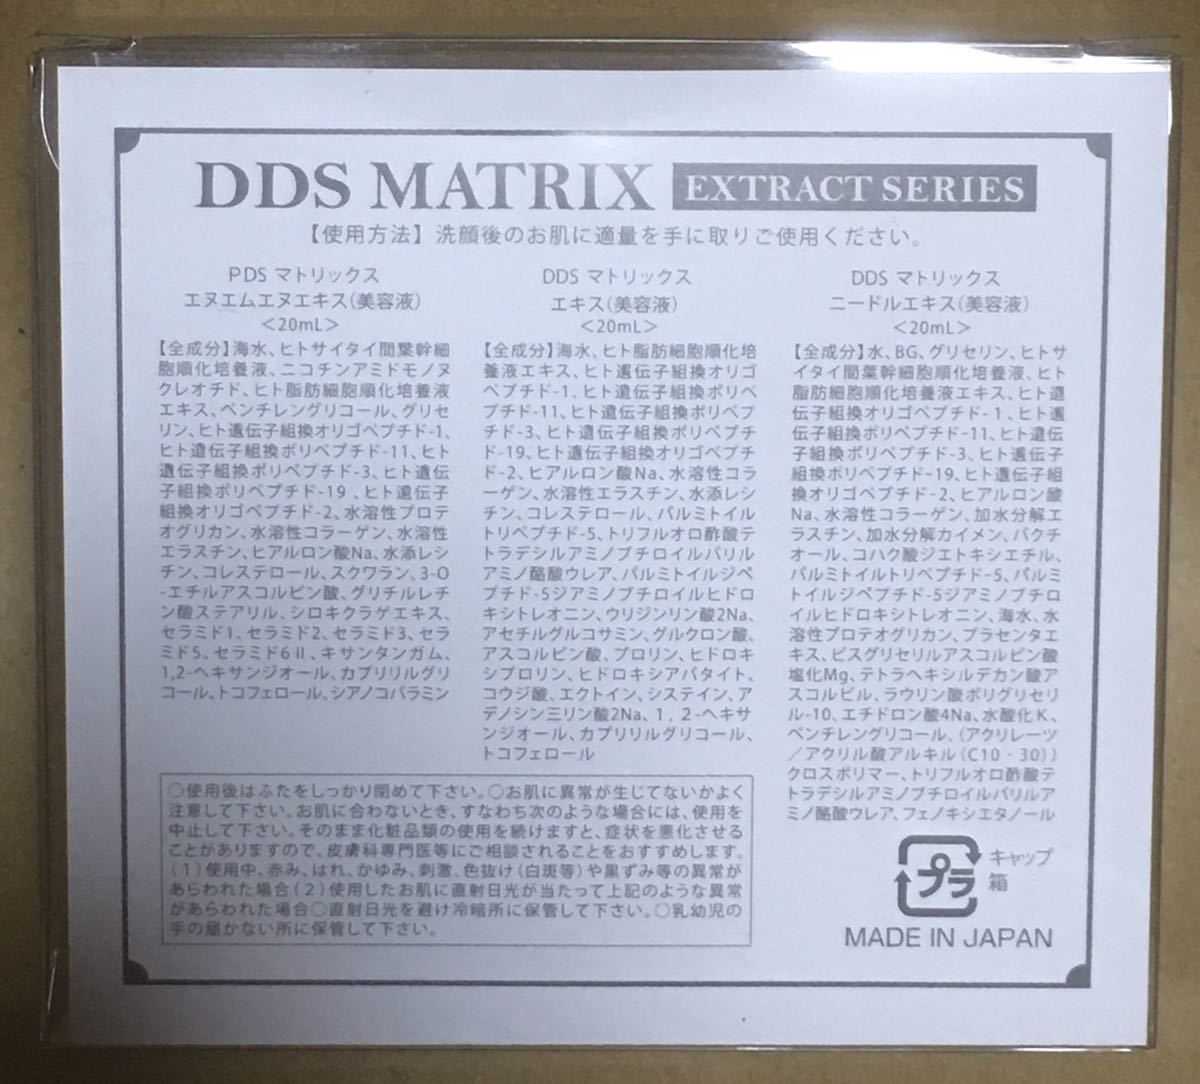 DDS MATRIX EXTRACT SERIES
【使用方法】洗顔後のお肌に適量を手に取りご使用ください。
PDS マトリックス
エヌエムエヌエキス(美容液)
<20mL>
【全成分】海水、ヒトサイタイ間葉幹細
胞順化培養液、ニコチンアミドモノヌ
クレオチド、ヒト脂肪細胞順化培養液
エキス、ペンチレングリコール、グリセ
リン、ヒト遺伝子組換オリゴペプチド-1、
ヒト遺伝子組換ポリペプチド-11、ヒト
遺伝子組換ポリペプチド-3、ヒト遺伝
子組換ポリペプチド-19 、ヒト遺伝子
組換オリゴペプチド-2、水溶性プロテ
オグリカン、水溶性コラーゲン、水溶性
エラスチン、ヒアルロン酸Na、水添レシ
チン、コレステロール、スクワラン、3-O
-エチルアスコルビン酸、グリチルレチ
ン酸ステアリル、シロキクラゲエキス、
セラミド1、セラミド2、セラミド3、セラ
ミド5、セラミド6Ⅱ、キサンタンガム、
1,2-ヘキサンジオール、カプリリルグリ
コール、トコフェロール、シアノコバラミン
DDS マトリックス
エキス(美容液)
<20mL>
【全成分】海水、ヒト脂肪細胞順化培
養液エキス、ヒト遺伝子組換オリゴ
ペプチド-1、ヒト遺伝子組換ポリペ
プチド-11、ヒト遺伝子組換ポリペプ
チド-3、ヒト遺伝子組換ポリペプチ
ド-19、ヒト遺伝子組換オリゴペプチ
ド-2、ヒアルロン酸Na、水溶性コラ
ーゲン、水溶性エラスチン、水添レシ
チン、コレステロール、パルミトイル
トリペプチド-5、トリフルオロ酢酸テ
トラデシルアミノブチロイルバリル
アミノ酪酸ウレア、パルミトイルジペ
プチド-5ジアミノブチロイルヒドロ
キシトレオニン、ウリジンリン酸2Na、
アセチルグルコサミン、グルクロン酸、
アスコルビン酸、プロリン、ヒドロキ
シプロリン、ヒドロキシアパタイト、
コウジ酸、エクトイン、システイン、ア
デノシン三リン酸2Na、1,2-ヘキサ
ンジオール、カプリリルグリコール、
トコフェロール
DDS マトリックス
ニードルエキス(美容液)
<20mL>
【全成分】水、BG、グリセリン、ヒトサ
イタイ間葉幹細胞順化培養液、ヒト
脂肪細胞順化培養液エキス、ヒト遺
伝子組換オリゴペプチド-1、ヒト遺
伝子組換ポリペプチド-11、ヒト遺伝
子組換ポリペプチド-3、ヒト遺伝子
組換ポリペプチド-19、ヒト遺伝子組
換オリゴペプチド-2、ヒアルロン酸
Na、水溶性コラーゲン、加水分解エ
ラスチン、加水分解カイメン、バクチ
オール、コハク酸ジエトキシエチル、
パルミトイルトリペプチド-5、パルミ
トイルジペプチド-5ジアミノブチロ
イルヒドロキシトレオニン、海水、水
溶性プロテオグリカン、プラセンタエ
キス、ビスグリセリルアスコルビン酸
塩化Mg、テトラヘキシルデカン酸ア
スコルビル、ラウリン酸ポリグリセリ
ル-10、エチドロン酸4Na、水酸化K、
ペンチレングリコール、(アクリレーツ
/アクリル酸アルキル(C10‐30))
クロスポリマー、トリフルオロ酢酸テ
トラデシルアミノブチロイルバリルア
ミノ酪酸ウレア、フェノキシエタノール
○使用後はふたをしっかり閉めて下さい。○お肌に異常が生じてないかよく
注意して下さい。お肌に合わないとき、すなわち次のような場合には、使用を
中止して下さい。そのまま化粧品類の使用を続けますと、症状を悪化させる
ことがありますので、皮膚科専門医等にご相談されることをおすすめします。
(1)使用中、赤み、はれ、かゆみ、刺激、色抜け(白斑等)や黒ずみ等の異常が
あらわれた場合(2)使用したお肌に直射日光が当たって上記のような異常
があらわれた場合○直射日光を避け冷暗所に保管して下さい。○乳幼児の
手の届かない所に保管して下さい。
プラ
キャップ
箱
MADE IN JAPAN